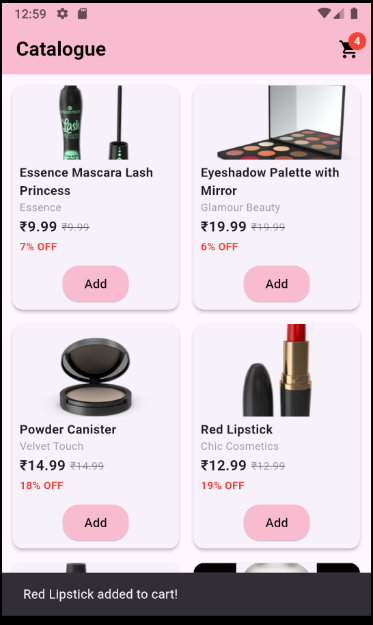 12:59
Catalogue
4
essence
Lash
PRINCESS
Essence Mascara Lash
Princess
Essence
₹9.99 ₹9.99
7% OFF
Add
Eyeshadow Palette with
Mirror
Glamour Beauty
₹19.99 ₹19.99
6% OFF
Add
Powder Canister
Velvet Touch
₹14.99 ₹14.99
18% OFF
Add
Red Lipstick
Chic Cosmetics
₹12.99 ₹12.99
19% OFF
Add
Red Lipstick added to cart!